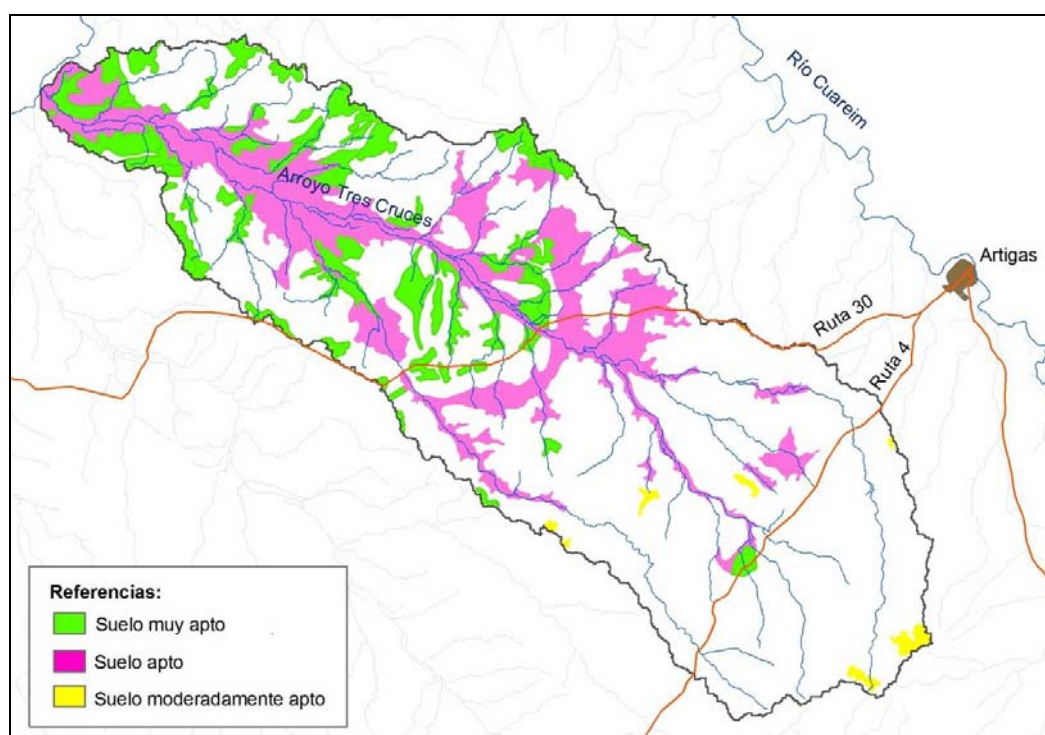 Río Cuareim
Arroyo Tres Cruces
Artigas
Ruta 30
Ruta 4
Referencias:
Suelo muy apto
Suelo apto
Suelo moderadamente apto